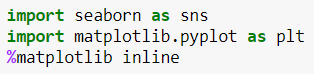 import seaborn as sns
import matplotlib.pyplot as plt
%matplotlib inline